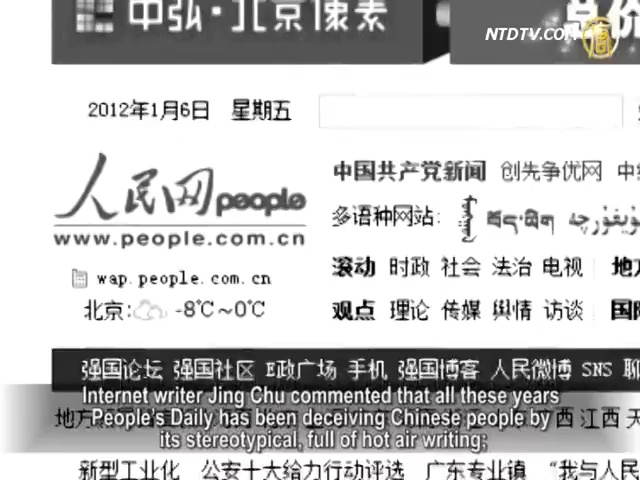 中弘·北京像素
总价
NTDTV.COM
2012年1月6日 星期五
人民网 people
www.people.com.cn
中国共产党新闻 创先争优网
多语种网站:
wap.people.com.cn
滚动 时政 社会 法治 电视
北京: -8℃~0℃
观点 理论 传媒 舆情 访谈
强国论坛 强国社区 E政广场 手机 强国博客 人民微博 SNS 聊
Internet writer Jing Chu commented that all these years
People's Daily has been deceiving Chinese people by
its stereotypical, full of hot air writing;
地方 西 江西
新型工业化 公安十大给力行动评选 广东专业镇 “我与人民